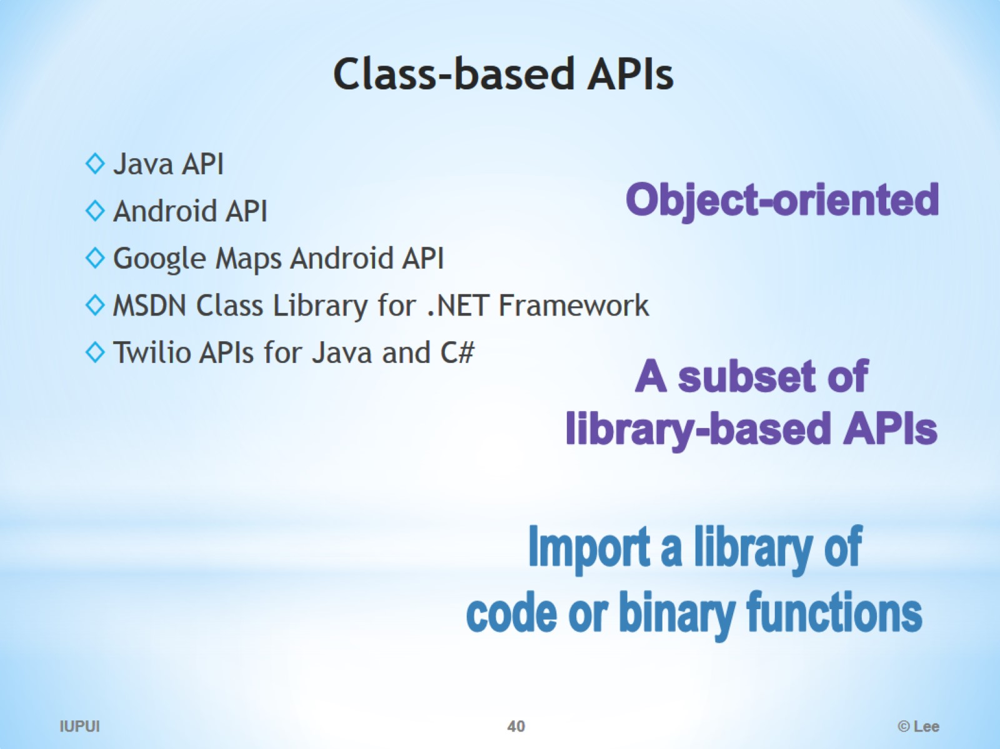 Class-based APIs
Java API
Android API
Google Maps Android API
MSDN Class Library for .NET Framework
Twilio APIs for Java and C#
Object-oriented
A subset of
library-based APIs
Import a library of
code or binary functions
IUPUI
40
© Lee